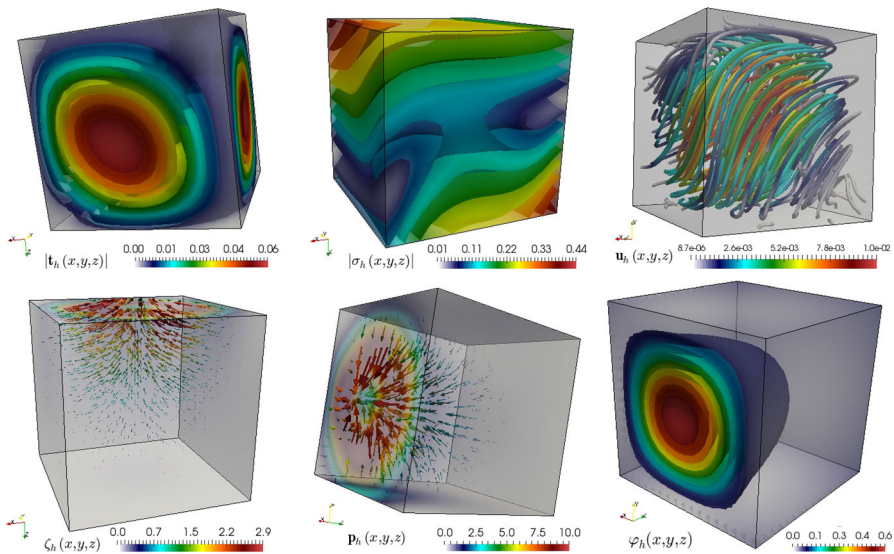 |t_h (x,y,z)|
0.00 0.01 0.03 0.04 0.06
|σ_h (x,y,z)|
0.01 0.11 0.22 0.33 0.44
u_h (x,y,z)
8.7e-06 2.6e-03 5.2e-03 7.8e-03 1.0e-02
ζ_h (x,y,z)
0.0 0.7 1.5 2.2 2.9
p_h (x,y,z)
0.0 2.5 5.0 7.5 10.0
φ_h(x,y,z)
0.0 0.1 0.3 0.4